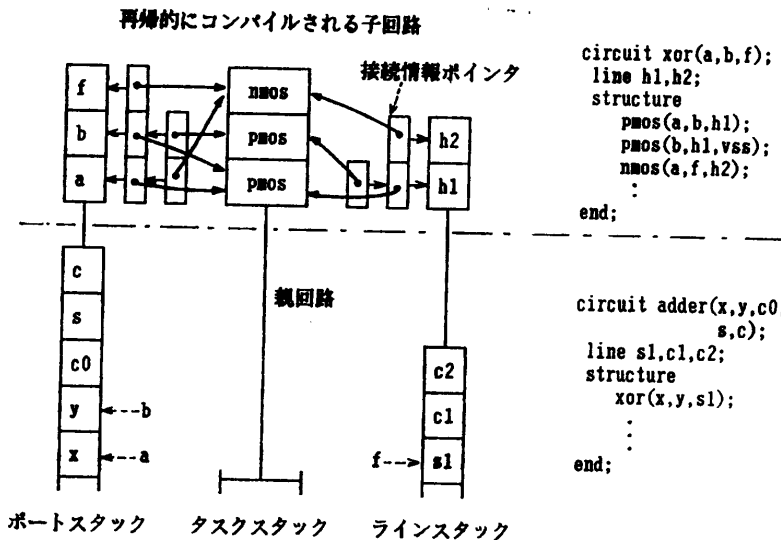 再帰的にコンパイルされる子回路
接続情報ポインタ
f
b
a
nmos
pmos
pmos
h2
h1
circuit xor(a,b,f);
line h1,h2;
structure
pmos(a,b,h1);
pmos(b,h1,vss);
nmos(a,f,h2);
:
end;
親回路
c
s
c0
y
x
b
a
c2
c1
s1
f
circuit adder(x,y,c0
s,c);
line s1,c1,c2;
structure
xor(x,y,s1);
:
end;
ポートスタック
タスクスタック
ラインスタック